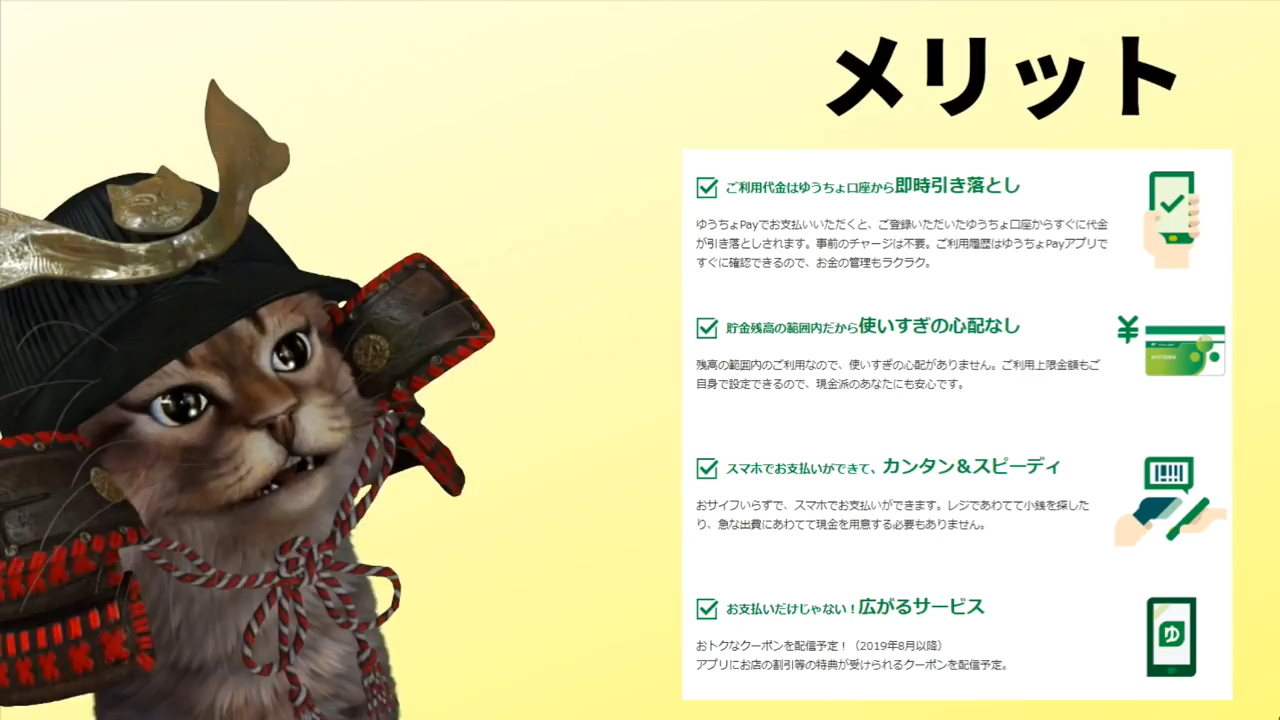 メリット
ご利用代金はゆうちょ口座から即時引き落とし
ゆうちょPayでお支払いいただくと、ご登録いただいたゆうちょ口座からすぐに代金
が引き落としされます。事前のチャージは不要。ご利用履歴はゆうちょPayアプリで
すぐに確認できるので、お金の管理もラクラク。
貯金残高の範囲内だから使いすぎの心配なし
¥
残高の範囲内のご利用なので、使いすぎの心配がありません。ご利用上限金額もご
自身で設定できるので、現金派のあなたにも安心です。
スマホでお支払いができて、カンタン＆スピーディ
おサイフいらずで、スマホでお支払いができます。レジであわてて小銭を探した
り、急な出費にあわてて現金を用意する必要もありません。
お支払いだけじゃない！広がるサービス
ゆ
おトクなクーポンを配信予定！（2019年8月以降）
アプリにお店の割引等の特典が受けられるクーポンを配信予定。